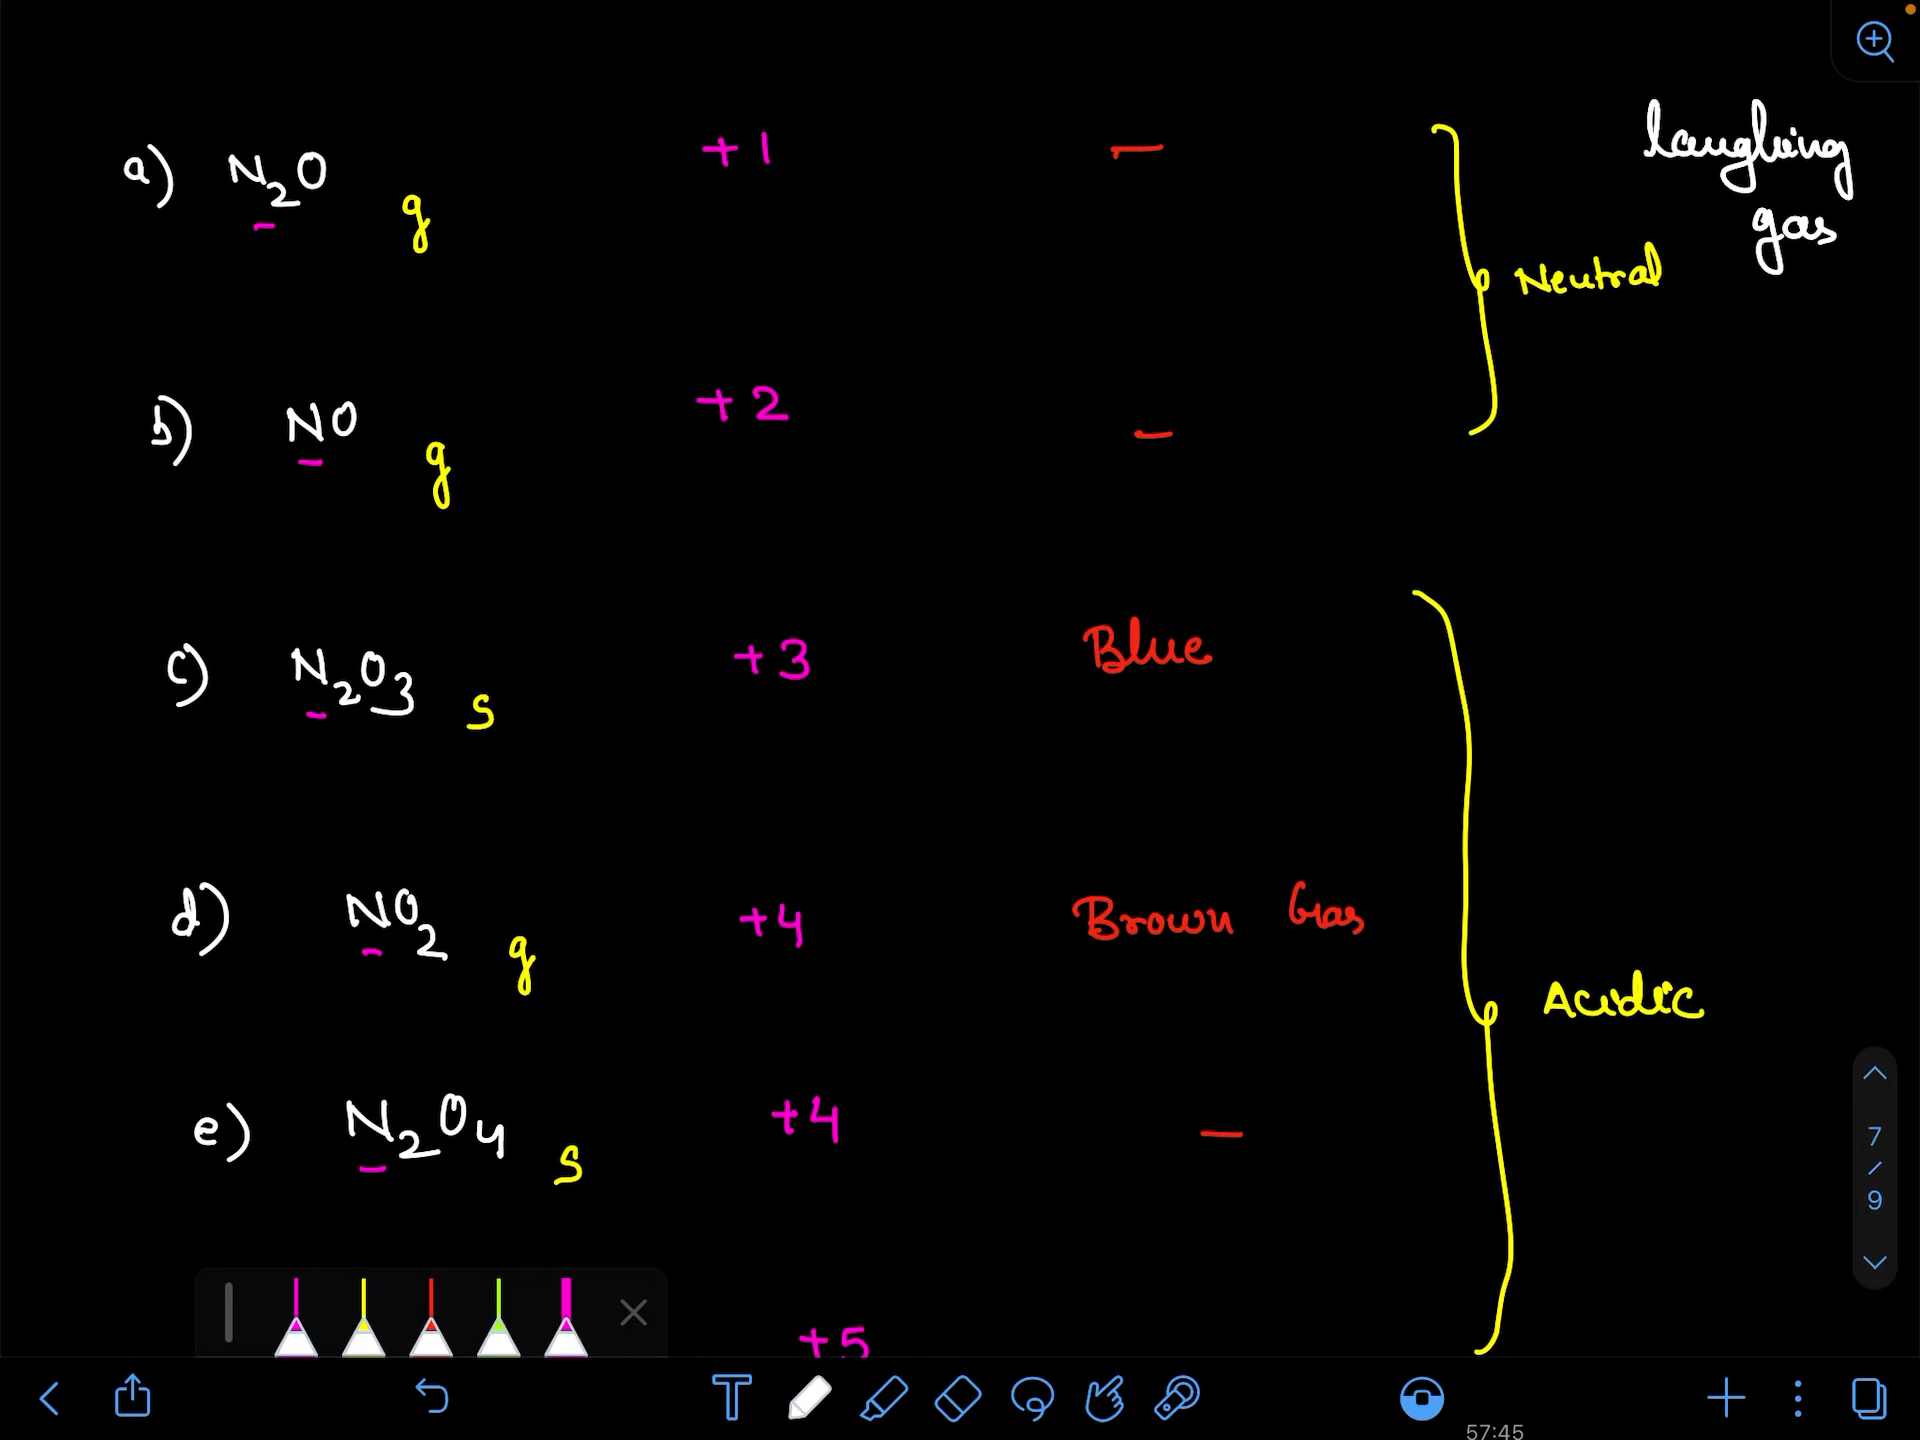 laughing
a) N₂O g +1 —
gas
Neutral
b) NO g +2 —
c) N₂O₃ s +3 Blue
d) NO₂ g +4 Brown Gas
Acidic
e) N₂O₄ s +4 —
+5
7
/
9
T
57:45